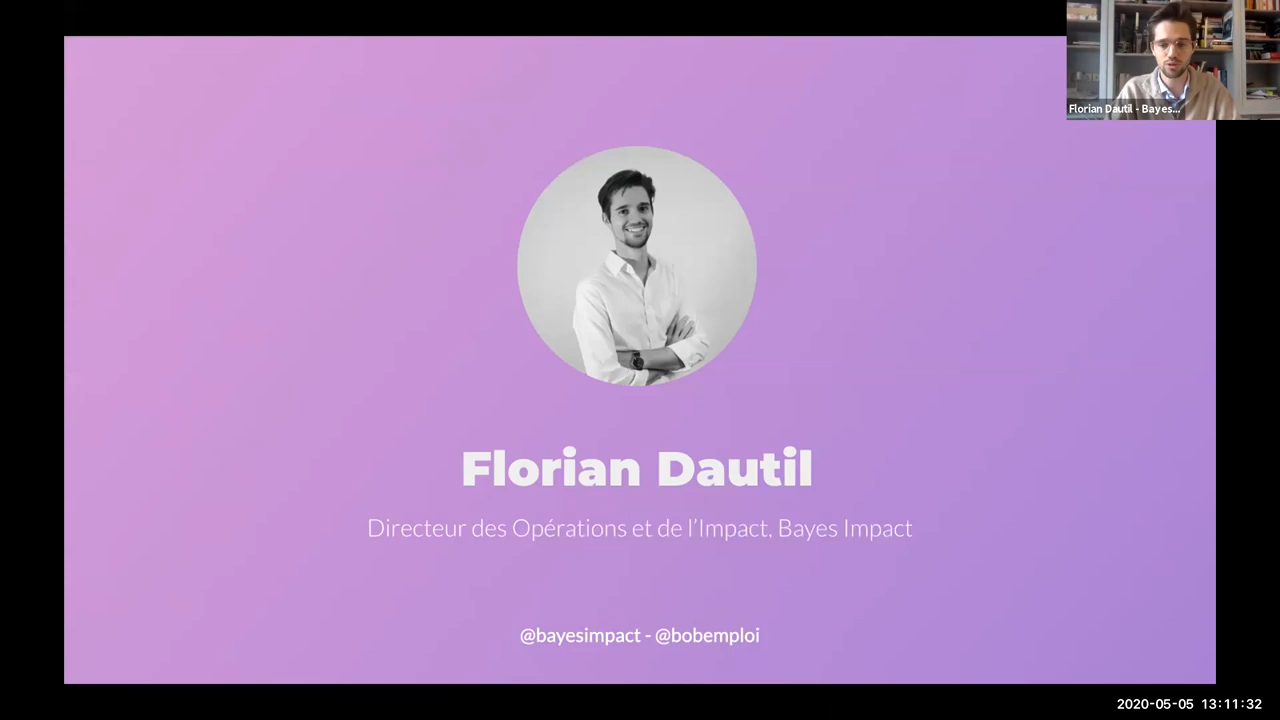 Florian Dautil - Bayes...
Florian Dautil
Directeur des Opérations et de l'Impact, Bayes Impact
@bayesimpact - @bobemploi
2020-05-05 13:11:32